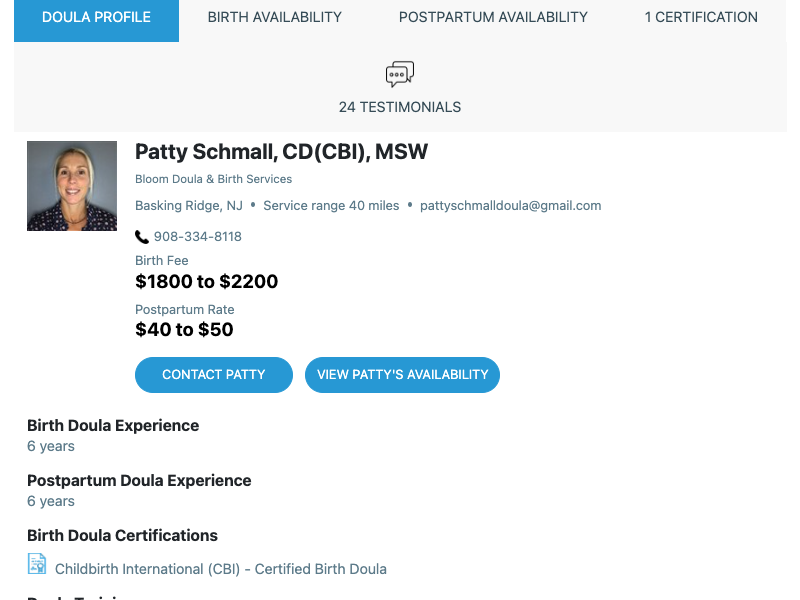 DOULA PROFILE
BIRTH AVAILABILITY
POSTPARTUM AVAILABILITY
1 CERTIFICATION
24 TESTIMONIALS
Patty Schmall, CD(CBI), MSW
Bloom Doula & Birth Services
Basking Ridge, NJ • Service range 40 miles • pattyschmalldoula@gmail.com
908-334-8118
Birth Fee
$1800 to $2200
Postpartum Rate
$40 to $50
CONTACT PATTY
VIEW PATTY'S AVAILABILITY
Birth Doula Experience
6 years
Postpartum Doula Experience
6 years
Birth Doula Certifications
Childbirth International (CBI) - Certified Birth Doula